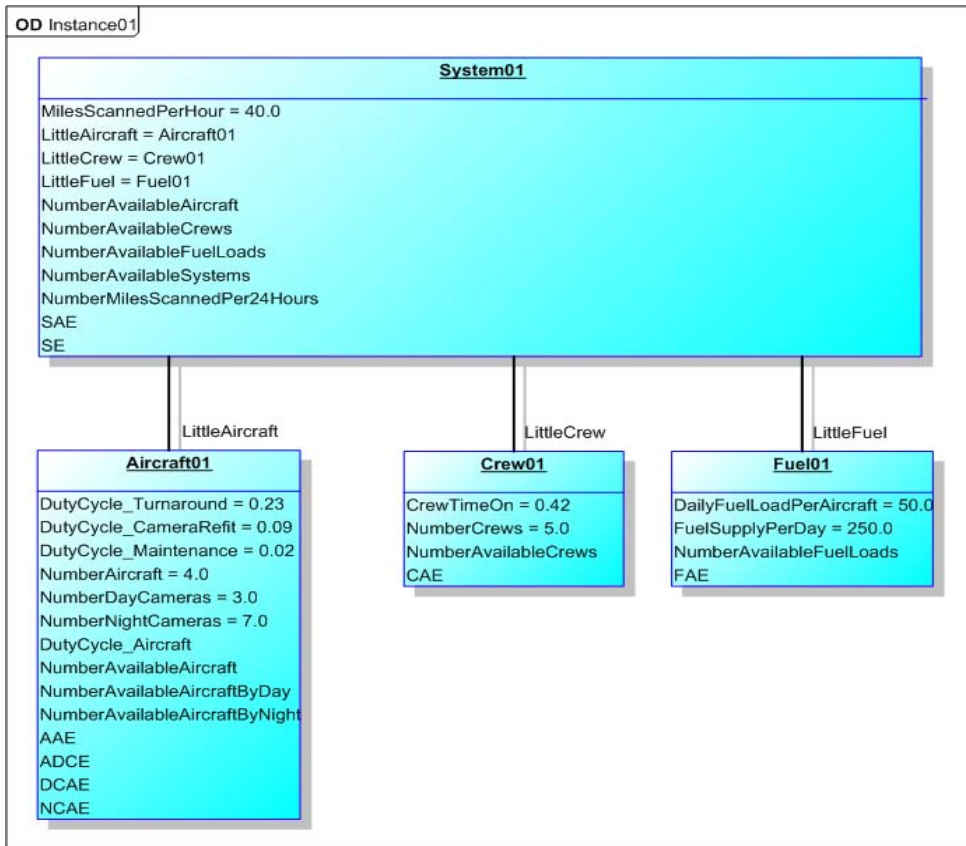 OD Instance01
System01
MilesScannedPerHour = 40.0
LittleAircraft = Aircraft01
LittleCrew = Crew01
LittleFuel = Fuel01
NumberAvailableAircraft
NumberAvailableCrews
NumberAvailableFuelLoads
NumberAvailableSystems
NumberMilesScannedPer24Hours
SAE
SE
LittleAircraft
LittleCrew
LittleFuel
Aircraft01
DutyCycle_Turnaround = 0.23
DutyCycle_CameraRefit = 0.09
DutyCycle_Maintenance = 0.02
NumberAircraft = 4.0
NumberDayCameras = 3.0
NumberNightCameras = 7.0
DutyCycle_Aircraft
NumberAvailableAircraft
NumberAvailableAircraftByDay
NumberAvailableAircraftByNight
AAE
ADCE
DCAE
NCAE
Crew01
CrewTimeOn = 0.42
NumberCrews = 5.0
NumberAvailableCrews
CAE
Fuel01
DailyFuelLoadPerAircraft = 50.0
FuelSupplyPerDay = 250.0
NumberAvailableFuelLoads
FAE